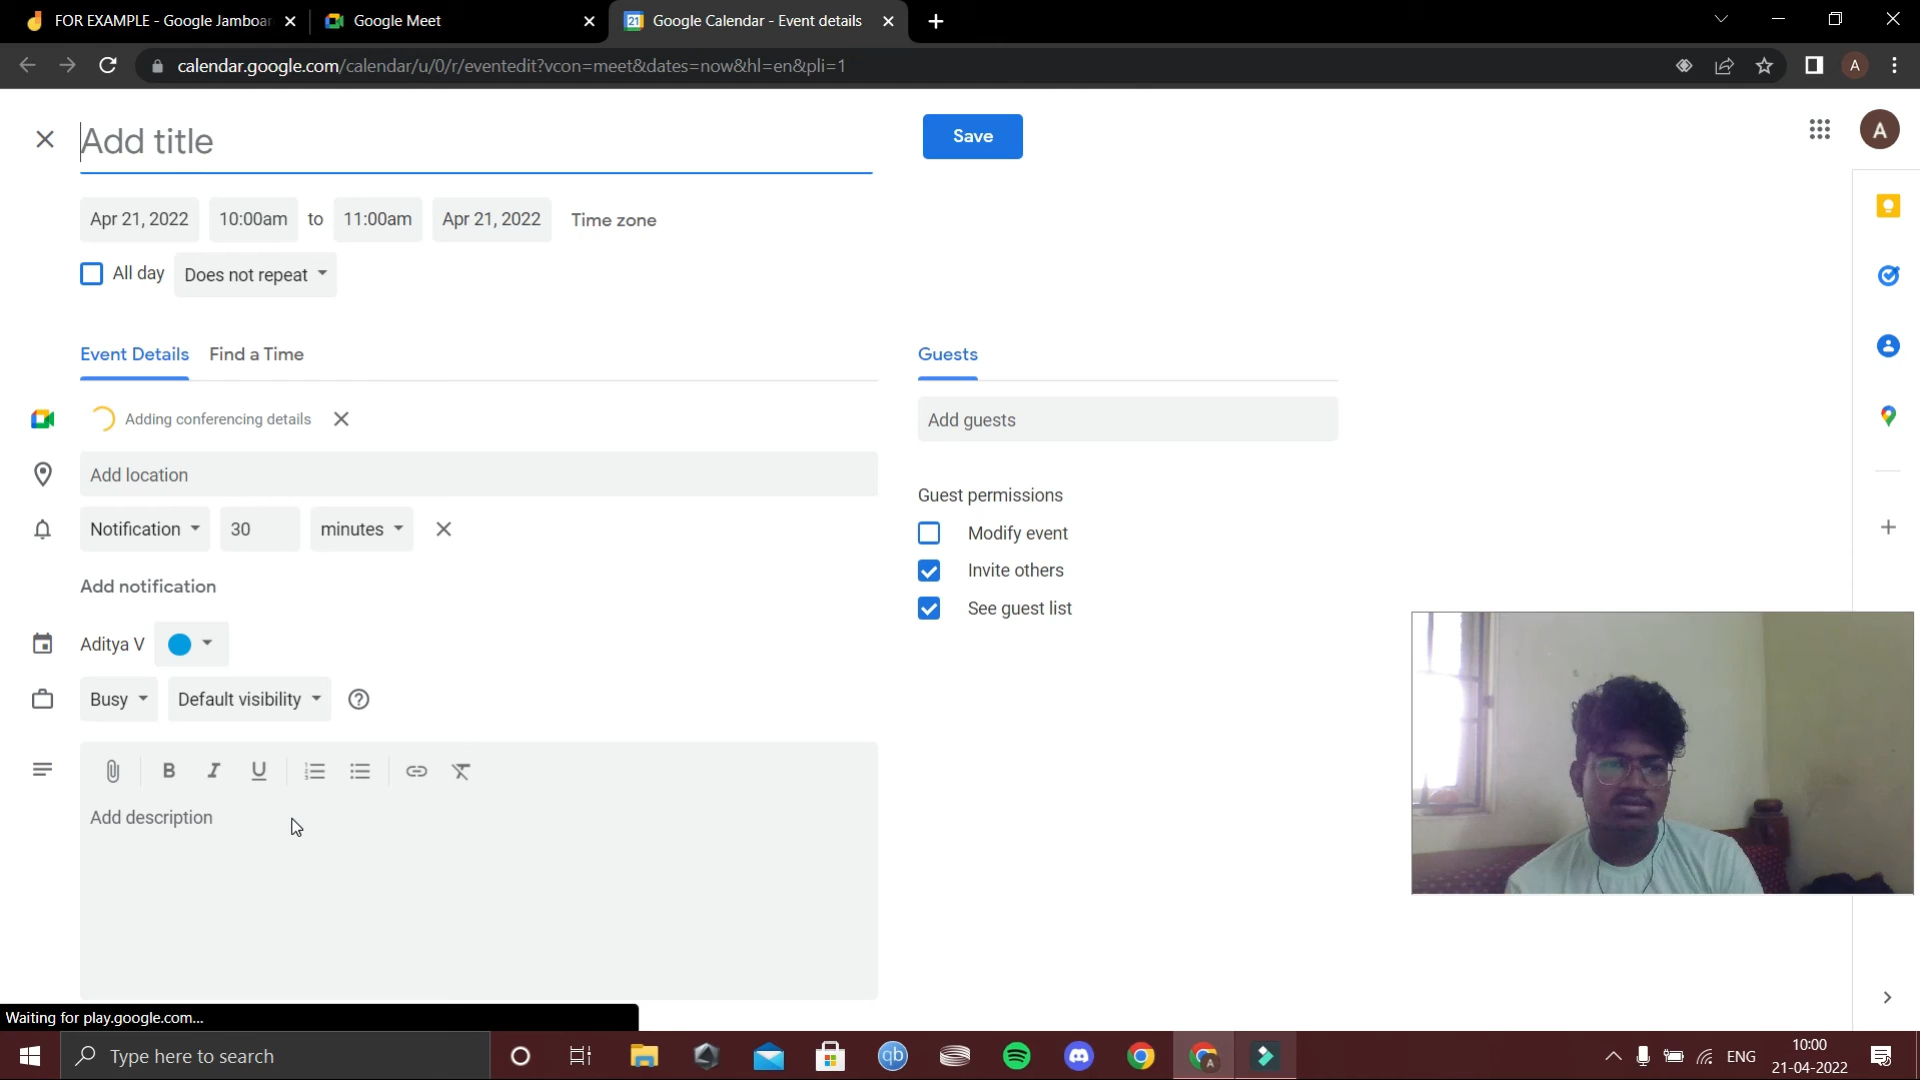 FOR EXAMPLE - Google Jamboar
Google Meet
Google Calendar - Event details
calendar.google.com/calendar/u/0/r/eventedit?vcon=meet&dates=now&hl=en&pli=1
A
Add title
Save
A
Apr 21, 2022 10:00am to 11:00am Apr 21, 2022 Time zone
All day Does not repeat
Event Details Find a Time
Guests
Adding conferencing details
Add guests
Add location
Guest permissions
Notification 30 minutes
Modify event
Invite others
Add notification
See guest list
Aditya V
Busy Default visibility
B I U
Add description
Waiting for play.google.com...
Type here to search
qb
A
ENG
10:00
21-04-2022